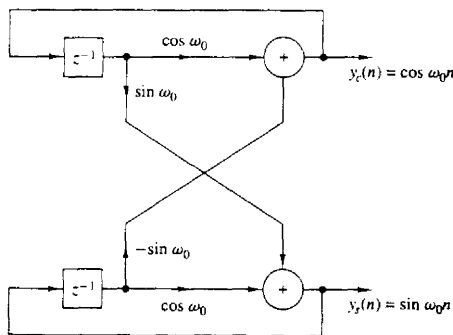 cos ω₀
z⁻¹
+
y_c(n) = cos ω₀n
sin ω₀
−sin ω₀
z⁻¹
cos ω₀
+
y_s(n) = sin ω₀n